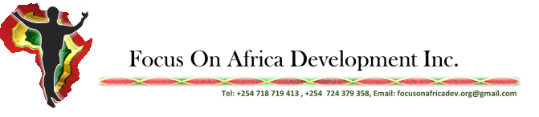 Focus On Africa Development Inc.
Tel: +254 718 719 413 , +254  724 379 358, Email: focusonafricadev.org@gmail.com